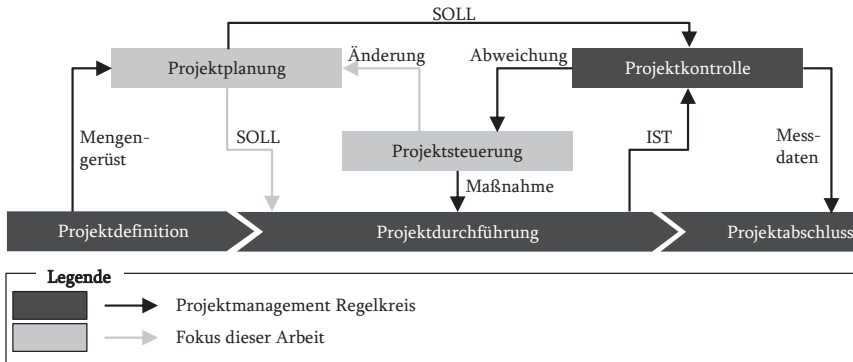 SOLL
Projektplanung
Änderung
Abweichung
Projektkontrolle
Mengen-
gerüst
SOLL
Projektsteuerung
IST
Mess-
daten
Maßnahme
Projektdefinition
Projektdurchführung
Projektabschluss
Legende
Projektmanagement Regelkreis
Fokus dieser Arbeit